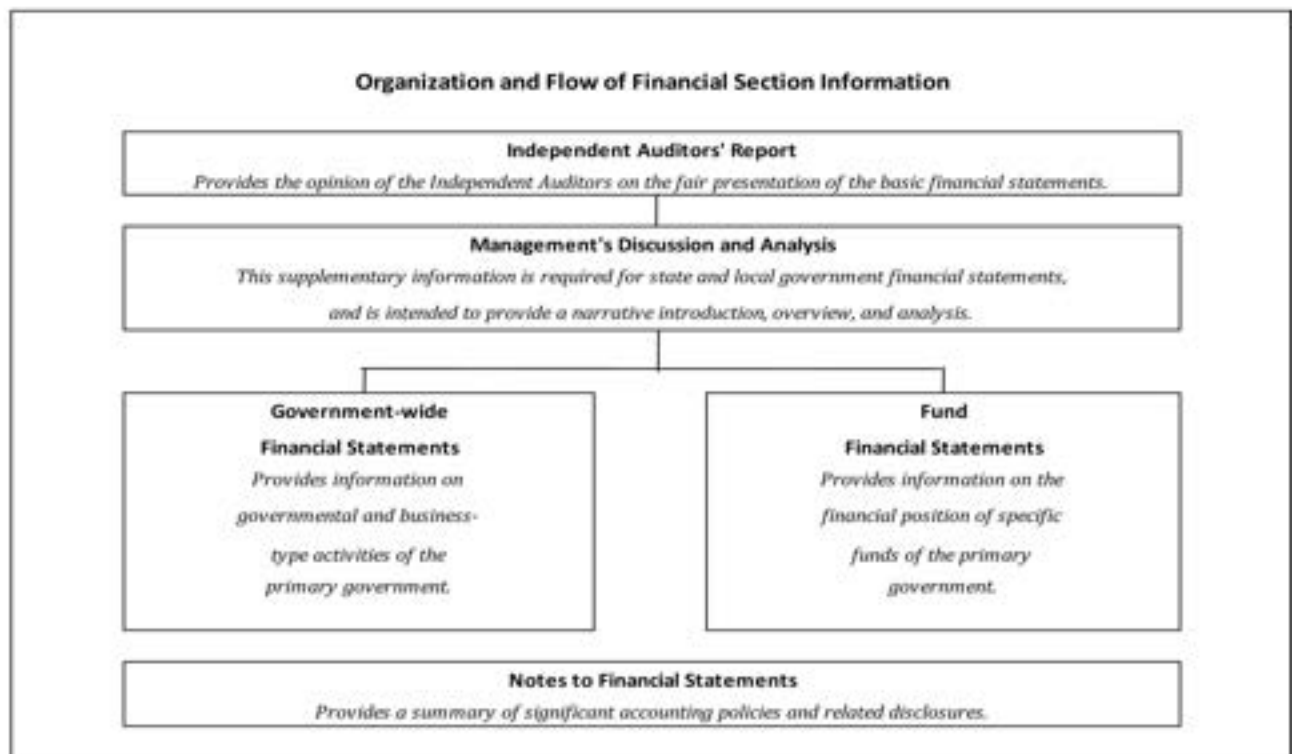 Organization and Flow of Financial Section Information
Independent Auditors' Report
Provides the opinion of the Independent Auditors on the fair presentation of the basic financial statements.
Management's Discussion and Analysis
This supplementary information is required for state and local government financial statements,
and is intended to provide a narrative introduction, overview, and analysis.
Government-wide
Financial Statements
Provides information on
governmental and business-
type activities of the
primary government.
Fund
Financial Statements
Provides information on the
financial position of specific
funds of the primary
government.
Notes to Financial Statements
Provides a summary of significant accounting policies and related disclosures.